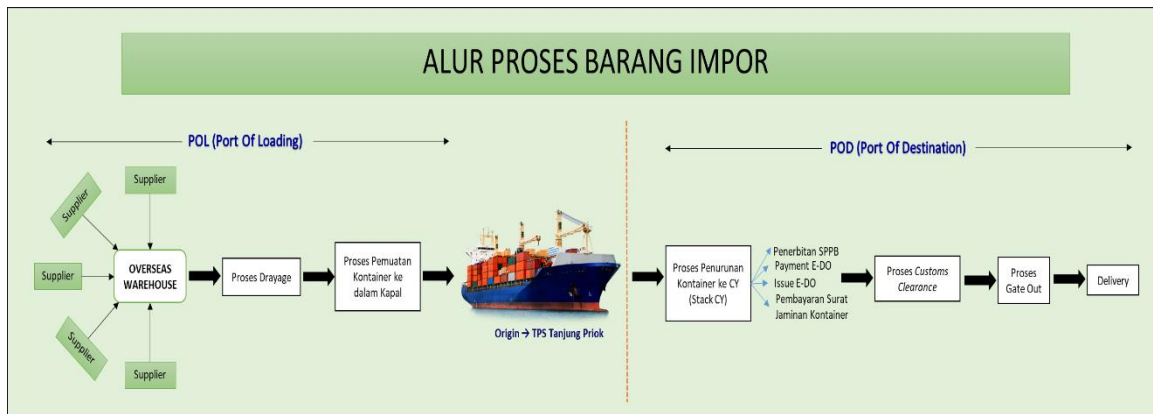 ALUR PROSES BARANG IMPOR
POL (Port Of Loading)
POD (Port Of Destination)
Supplier
Supplier
Supplier
Supplier
Supplier
OVERSEAS
WAREHOUSE
Proses Drayage
Proses Pemuatan
Kontainer ke
dalam Kapal
Origin → TPS Tanjung Priok
Proses Penurunan
Kontainer ke CY
(Stack CY)
Penerbitan SPPB
Payment E-DO
Issue E-DO
Pembayaran Surat
Jaminan Kontainer
Proses Customs
Clearance
Proses
Gate Out
Delivery